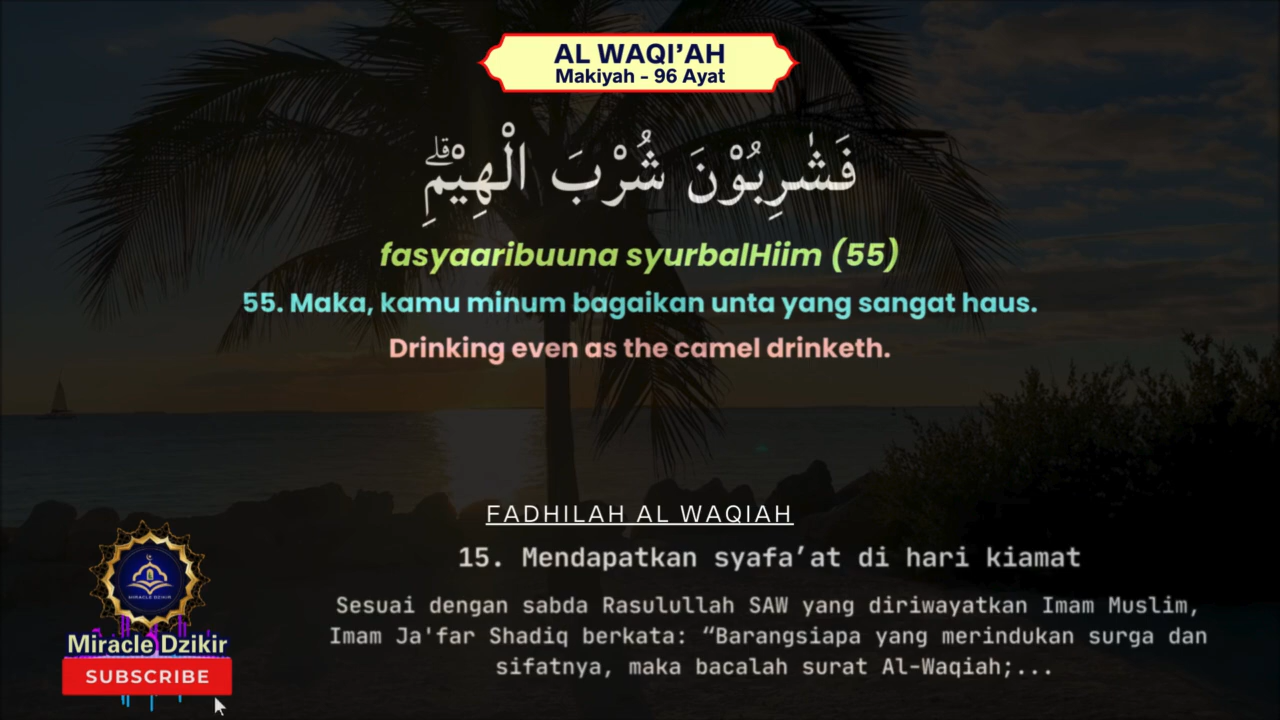 AL WAQI’AH
Makiyah - 96 Ayat
فَشٰرِبُوْنَ شُرْبَ الْهِيْمِۗ
fasyaaribuuna syurbalHiim (55)
55. Maka, kamu minum bagaikan unta yang sangat haus.
Drinking even as the camel drinketh.
FADHILAH AL WAQIAH
15. Mendapatkan syafa’at di hari kiamat
Sesuai dengan sabda Rasulullah SAW yang diriwayatkan Imam Muslim,
Imam Ja'far Shadiq berkata: “Barangsiapa yang merindukan surga dan
sifatnya, maka bacalah surat Al-Waqiah;...
MIRACLE DZIKIR
Miracle Dzikir
SUBSCRIBE